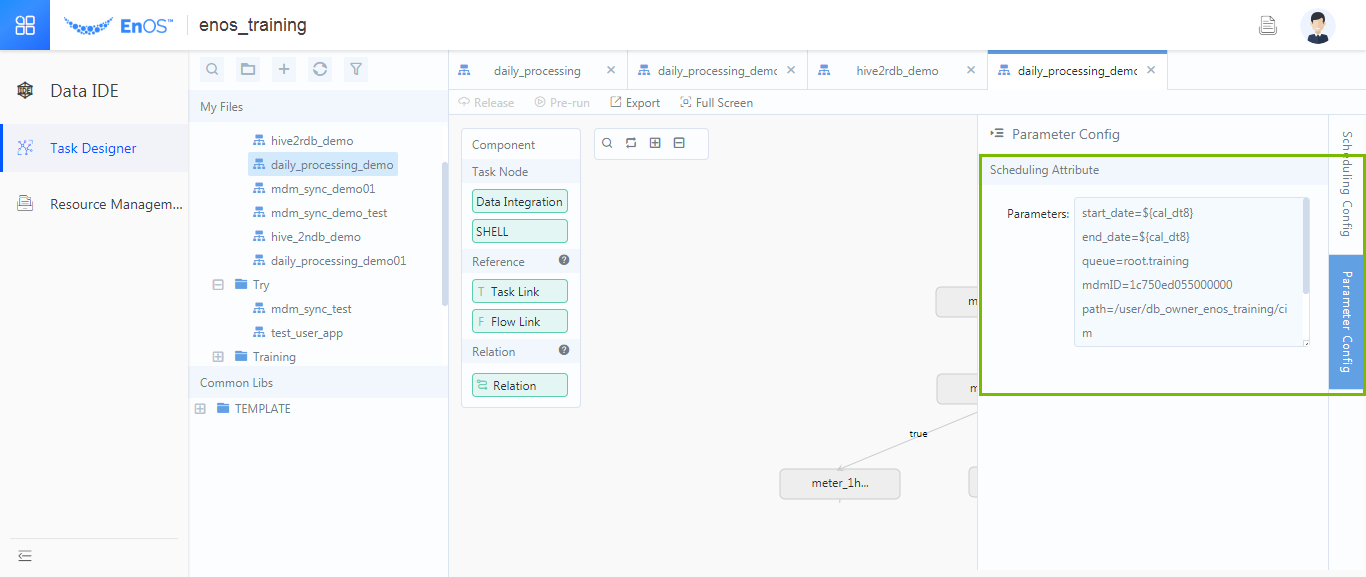 EnOS™
enos_training
Data IDE
Task Designer
Resource Managem...
My Files
hive2rdb_demo
daily_processing_demo
mdm_sync_demo01
mdm_sync_demo_test
hive_2ndb_demo
daily_processing_demo01
Try
mdm_sync_test
test_user_app
Training
Common Libs
TEMPLATE
daily_processing
daily_processing_demo
hive2rdb_demo
daily_processing_demo
Release
Pre-run
Export
Full Screen
Component
Task Node
Data Integration
SHELL
Reference
T Task Link
F Flow Link
Relation
Relation
m
m
true
meter_1h...
Parameter Config
Scheduling Attribute
Parameters:
start_date=${cal_dt8}
end_date=${cal_dt8}
queue=root.training
mdmID=1c750ed055000000
path=/user/db_owner_enos_training/ci
m
Scheduling Config
Parameter Config